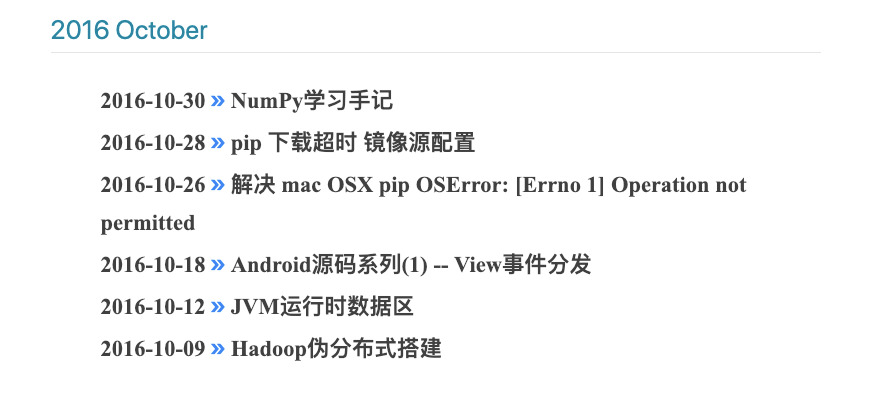 2016 October
2016-10-30 » NumPy学习手记
2016-10-28 » pip 下载超时 镜像源配置
2016-10-26 » 解决 mac OSX pip OSError: [Errno 1] Operation not
permitted
2016-10-18 » Android源码系列(1) -- View事件分发
2016-10-12 » JVM运行时数据区
2016-10-09 » Hadoop伪分布式搭建